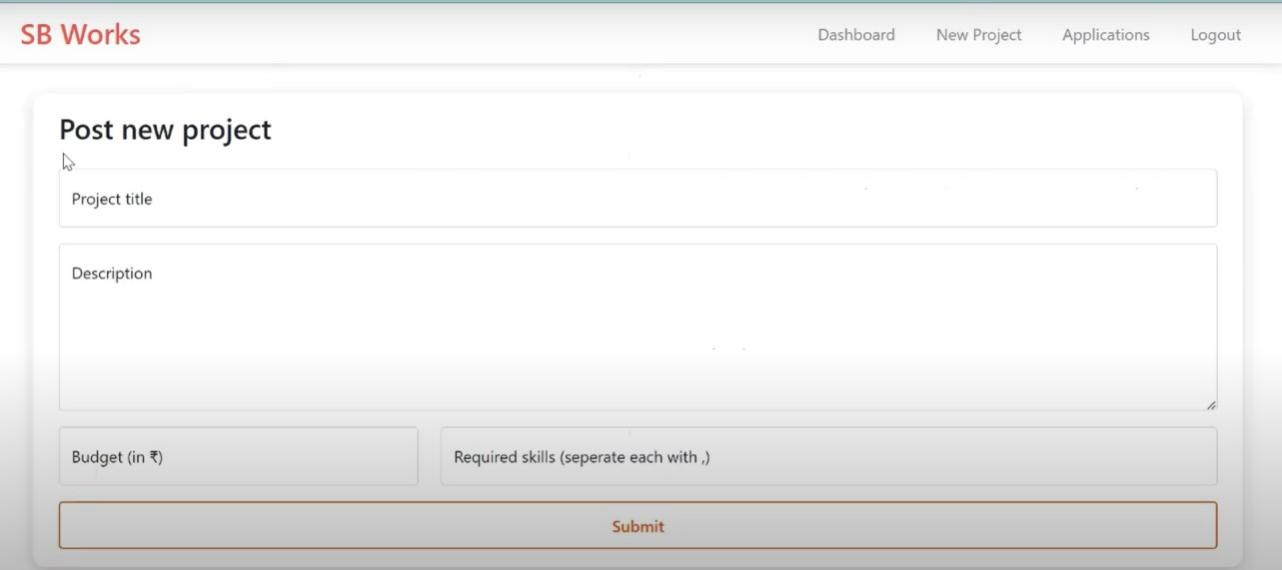 SB Works
Dashboard New Project Applications Logout
Post new project
Project title
Description
Budget (in ₹) Required skills (seperate each with ,)
Submit